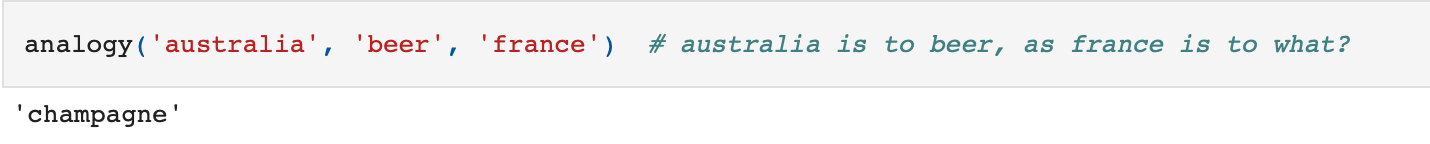 analogy('australia', 'beer', 'france')  # australia is to beer, as france is to what?
'champagne'